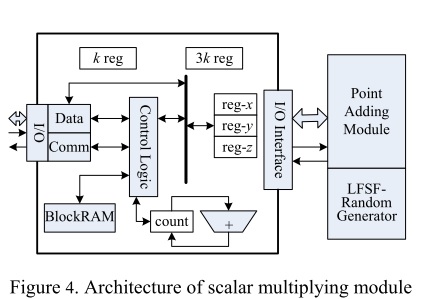 k reg
3k reg
I/O
Data
Comm
Control Logic
reg-x
reg-y
reg-z
I/O Interface
Point
Adding
Module
LFSF-
Random
Generator
BlockRAM
count
+
Figure 4. Architecture of scalar multiplying module